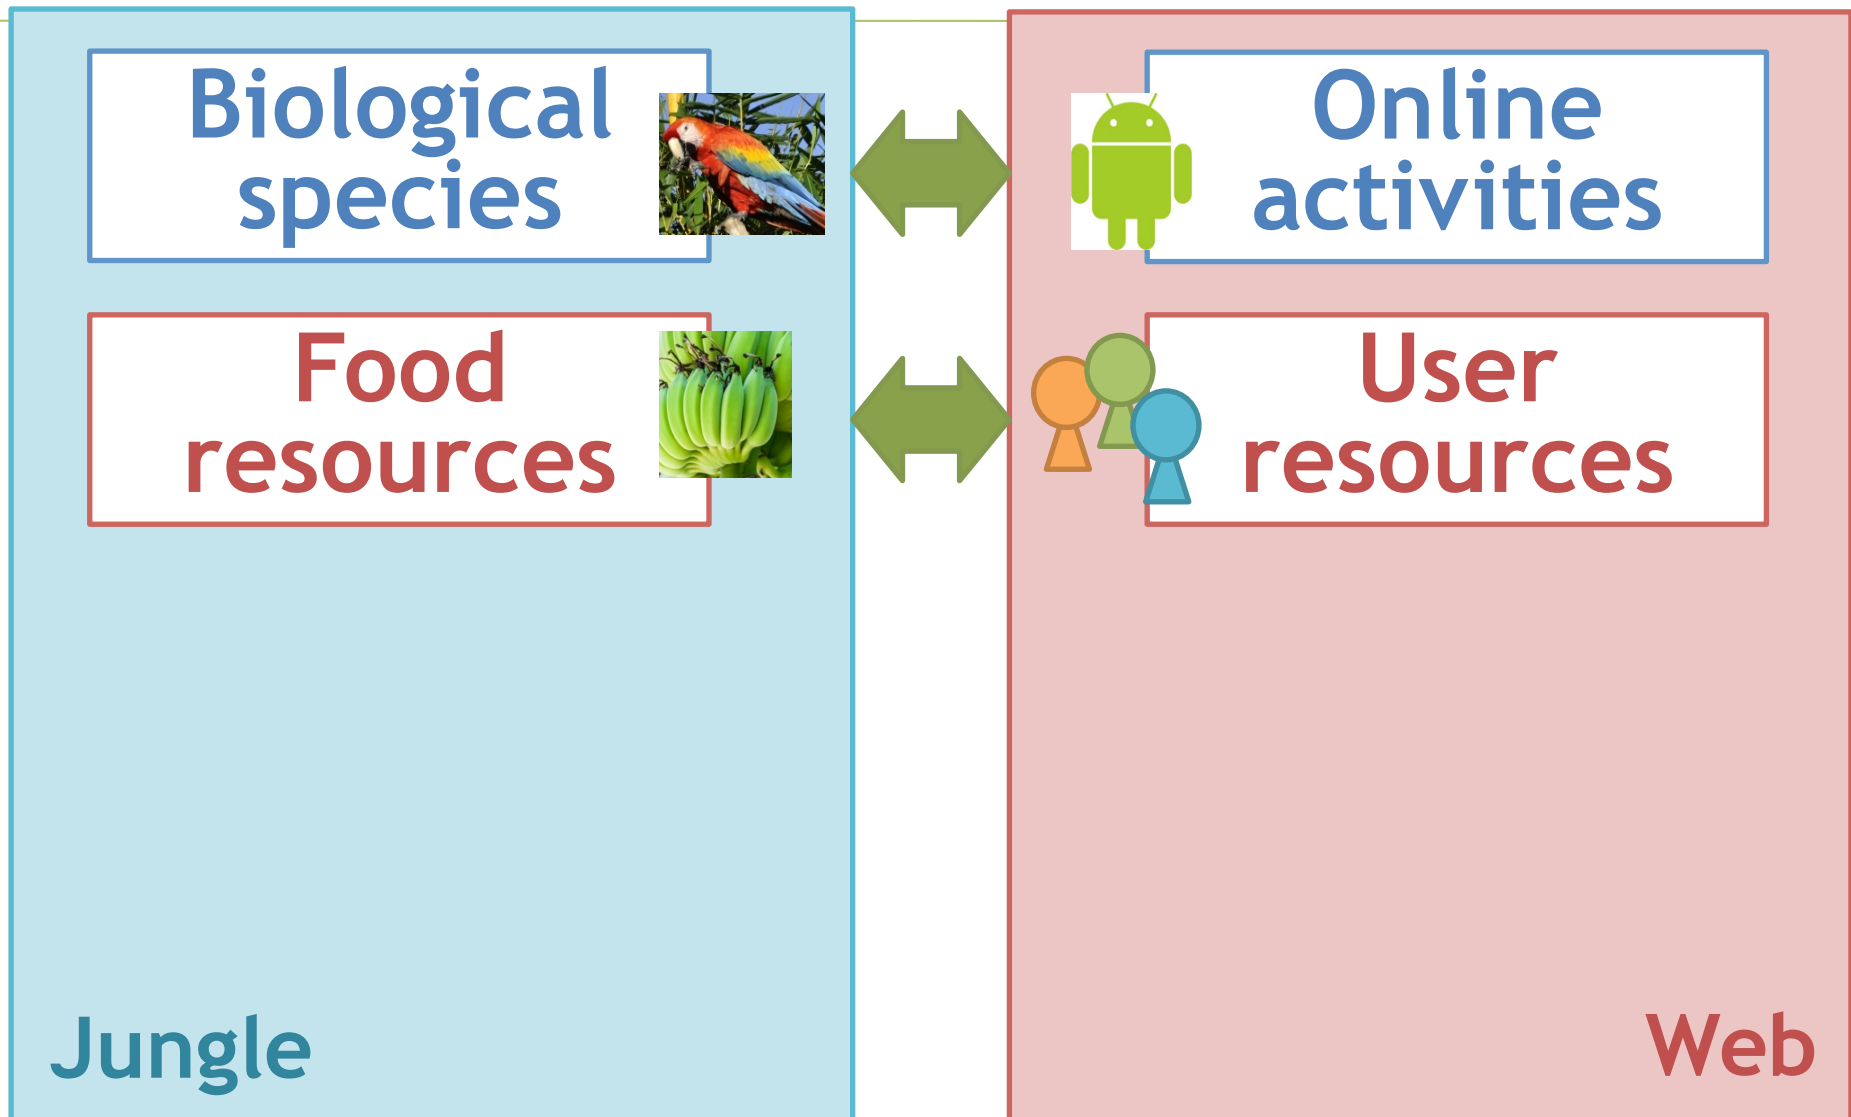 Biological
species
Online
activities
Food
resources
User
resources
Jungle
Web